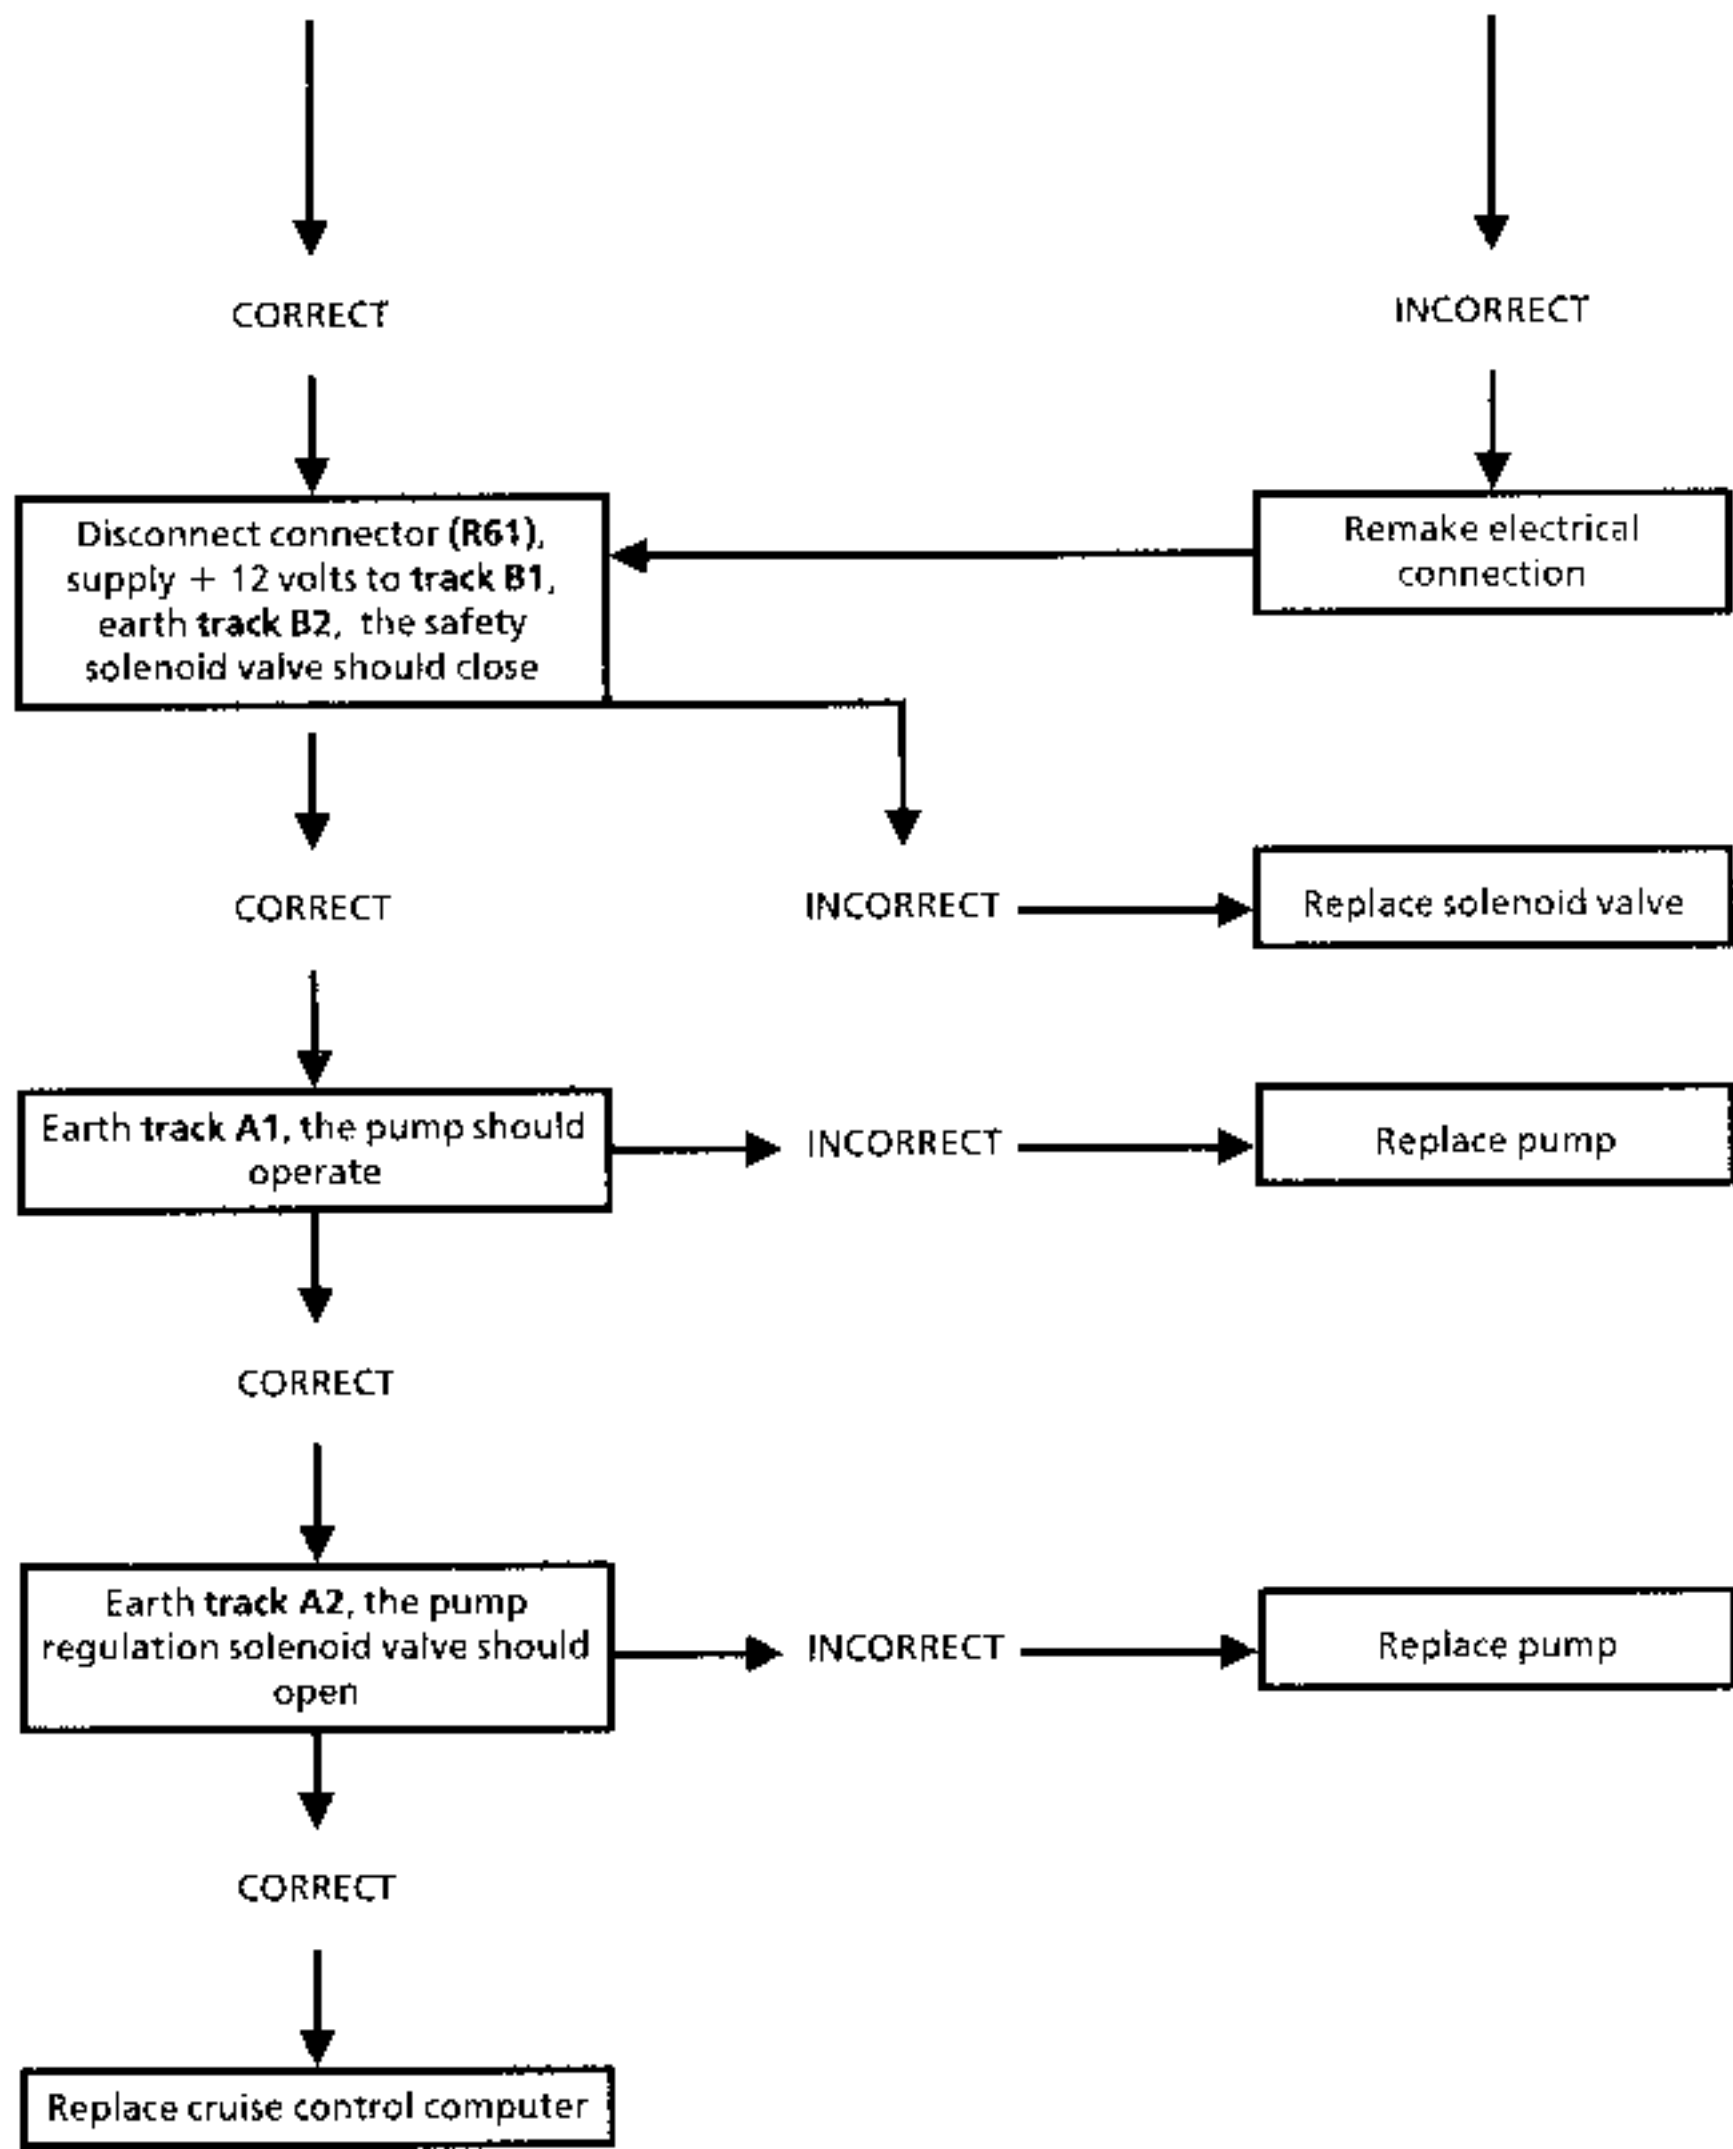 CORRECT
INCORRECT
Disconnect connector (R61),
supply + 12 volts to track B1,
earth track B2, the safety
solenoid valve should close
Remake electrical
connection
CORRECT
INCORRECT
Replace solenoid valve
Earth track A1, the pump should
operate
INCORRECT
Replace pump
CORRECT
Earth track A2, the pump
regulation solenoid valve should
open
INCORRECT
Replace pump
CORRECT
Replace cruise control computer